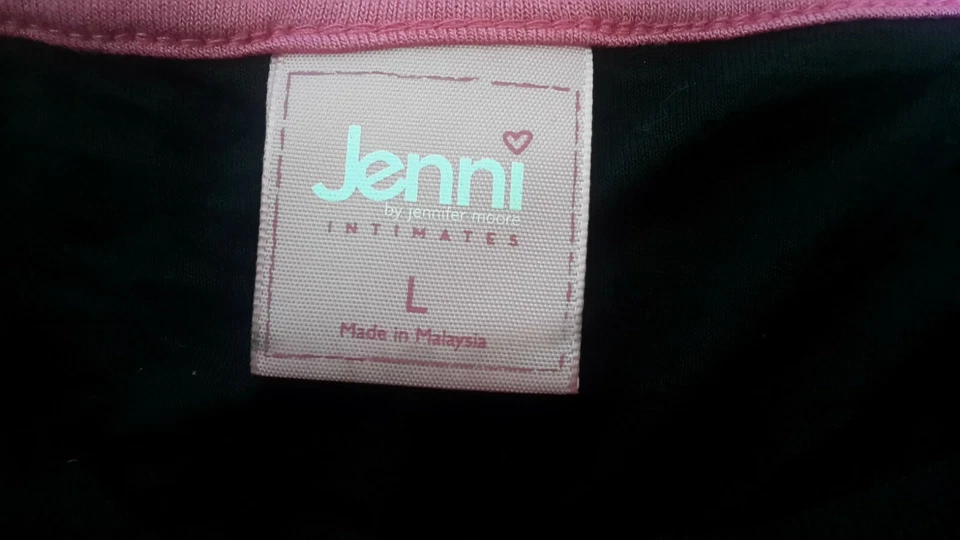 Jenni
by jennifer moore
INTIMATES
L
Made in Malaysia